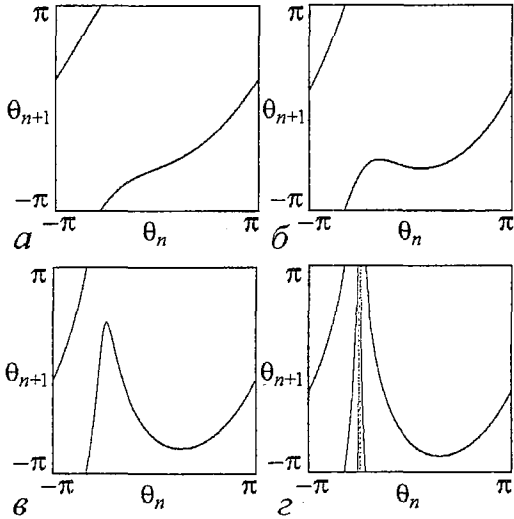 π π
θₙ₊₁ θₙ₊₁
−π −π
−π π −π π
а θₙ б θₙ
π π
θₙ₊₁ θₙ₊₁
−π −π
−π π −π π
в θₙ г θₙ